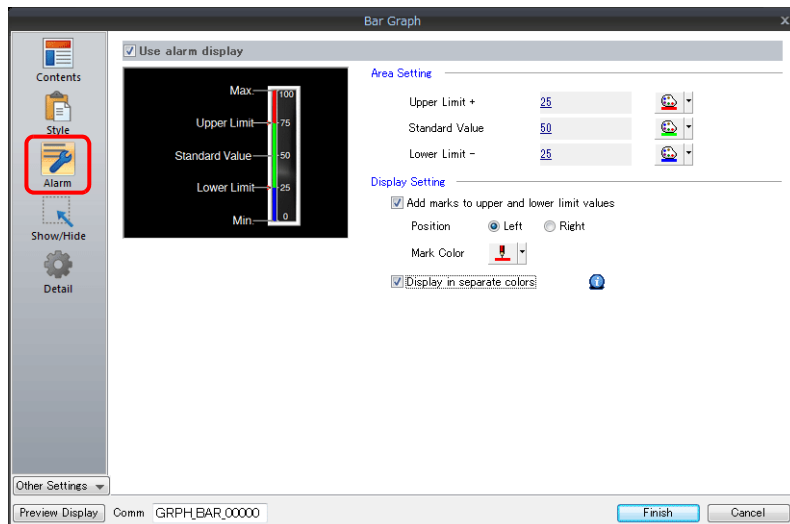 Bar Graph
x
Contents
Style
Alarm
Show/Hide
Detail
Other Settings
Use alarm display
Max. 100
Upper Limit 75
Standard Value 50
Lower Limit 25
Min. 0
Area Setting
Upper Limit + 25
Standard Value 50
Lower Limit - 25
Display Setting
Add marks to upper and lower limit values
Position Left Right
Mark Color
Display in separate colors
Preview Display Comm GRPH_BAR_00000 Finish Cancel